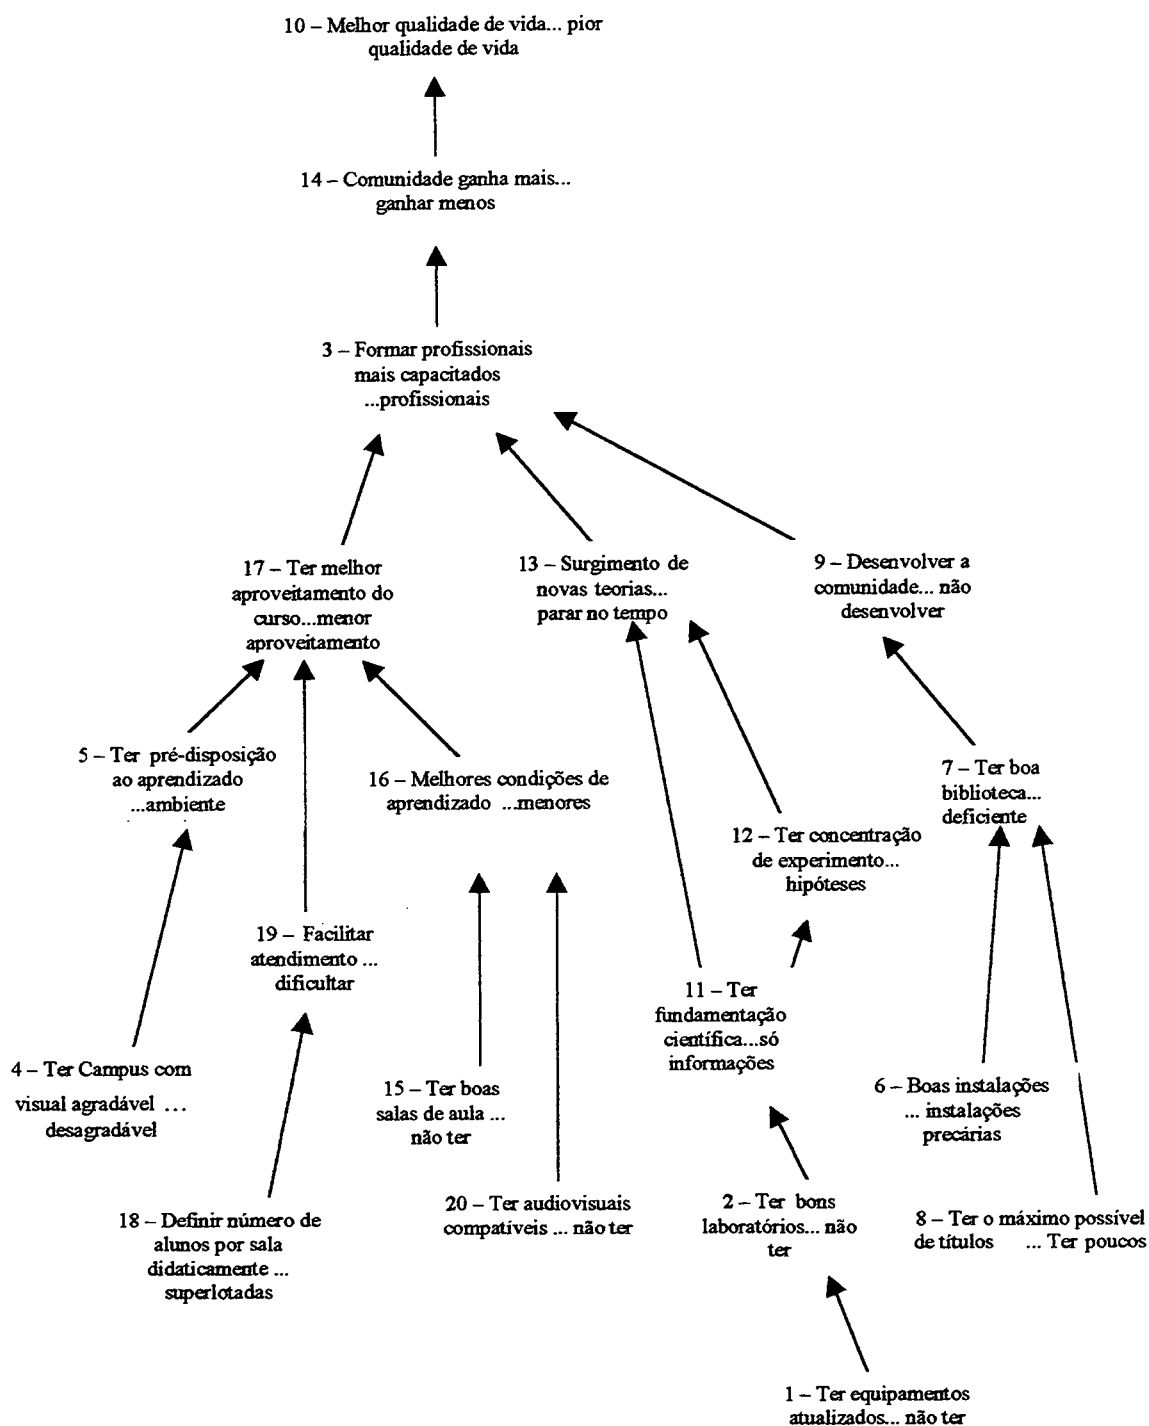 10 – Melhor qualidade de vida... pior
qualidade de vida
14 – Comunidade ganha mais...
ganhar menos
3 – Formar profissionais
mais capacitados
...profissionais
17 – Ter melhor
aproveitamento do
curso...menor
aproveitamento
13 – Surgimento de
novas teorias...
parar no tempo
9 – Desenvolver a
comunidade... não
desenvolver
5 – Ter pré-disposição
ao aprendizado
...ambiente
16 – Melhores condições de
aprendizado ...menores
7 – Ter boa
biblioteca...
deficiente
12 – Ter concentração
de experimento...
hipóteses
19 – Facilitar
atendimento ...
dificultar
11 – Ter
fundamentação
científica...só
informações
4 – Ter Campus com
visual agradável ...
desagradável
15 – Ter boas
salas de aula ...
não ter
6 – Boas instalações
... instalações
precárias
18 – Definir número de
alunos por sala
didaticamente ...
superlotadas
20 – Ter audiovisuais
compatíveis ... não ter
2 – Ter bons
laboratórios... não
ter
8 – Ter o máximo possível
de títulos ... Ter poucos
1 – Ter equipamentos
atualizados... não ter